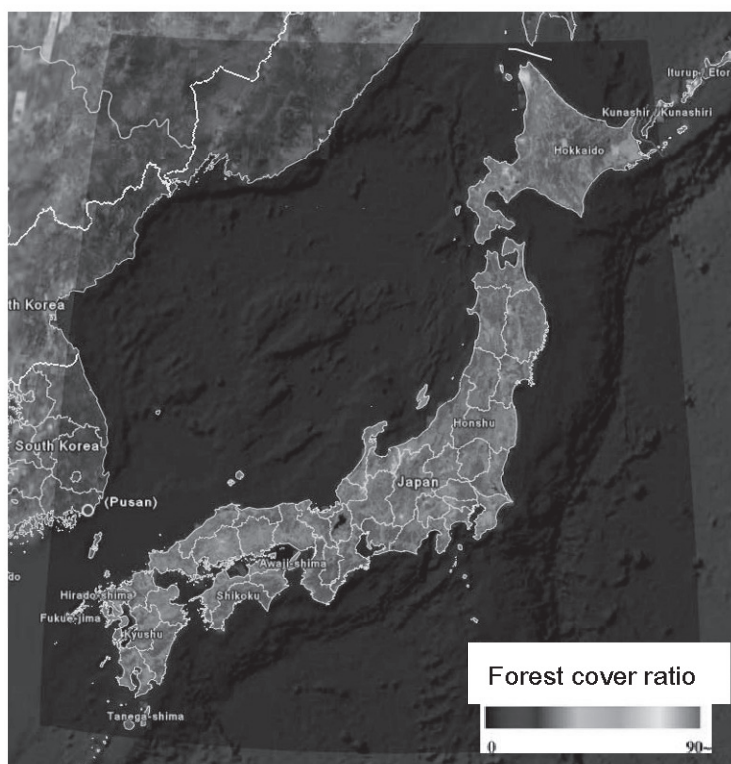 Iturup/ Etor
Kunashir/ Kunashiri
Hokkaido
th Korea
Honshu
South Korea
Japan
(Pusan)
Awaji-shima
do
Hirado-shima
Shikoku
Fukue-jima
Kyushu
Tanega-shima
Forest cover ratio
0
90~